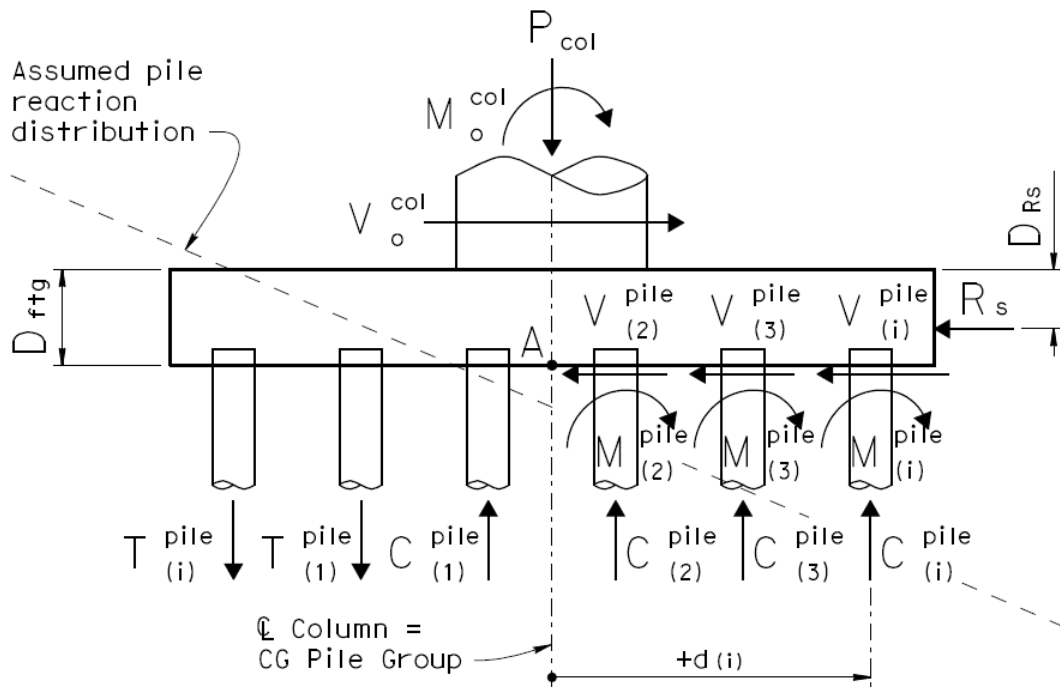 P col
Assumed pile
reaction
distribution
M o col
V o col
D Rs
D ftg
V pile (2)
V pile (3)
V pile (i)
R s
A
M pile (2)
M pile (3)
M pile (i)
T pile (i)
T pile (1)
C pile (1)
C pile (2)
C pile (3)
C pile (i)
℄ Column =
CG Pile Group
+d (i)